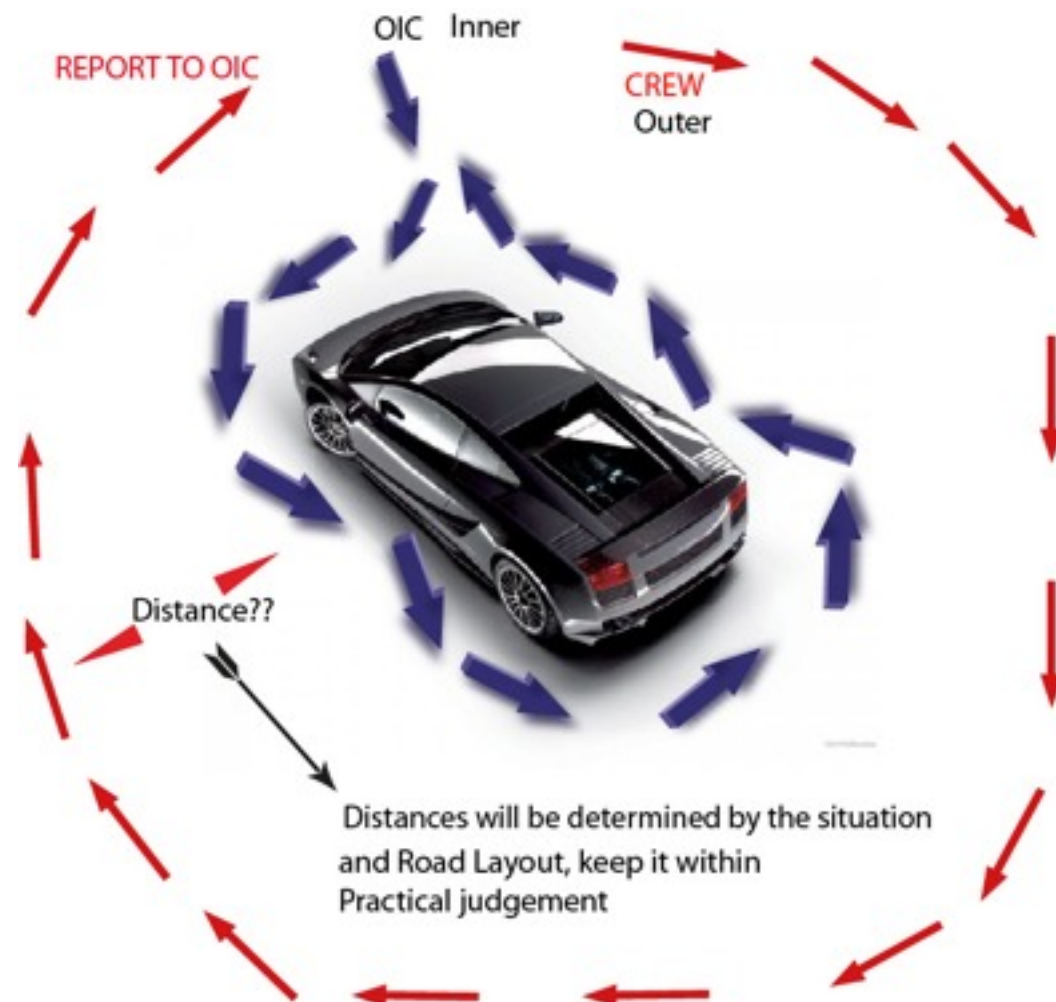 OIC Inner
REPORT TO OIC
CREW
Outer
Distance??
Distances will be determined by the situation
and Road Layout, keep it within
Practical judgement